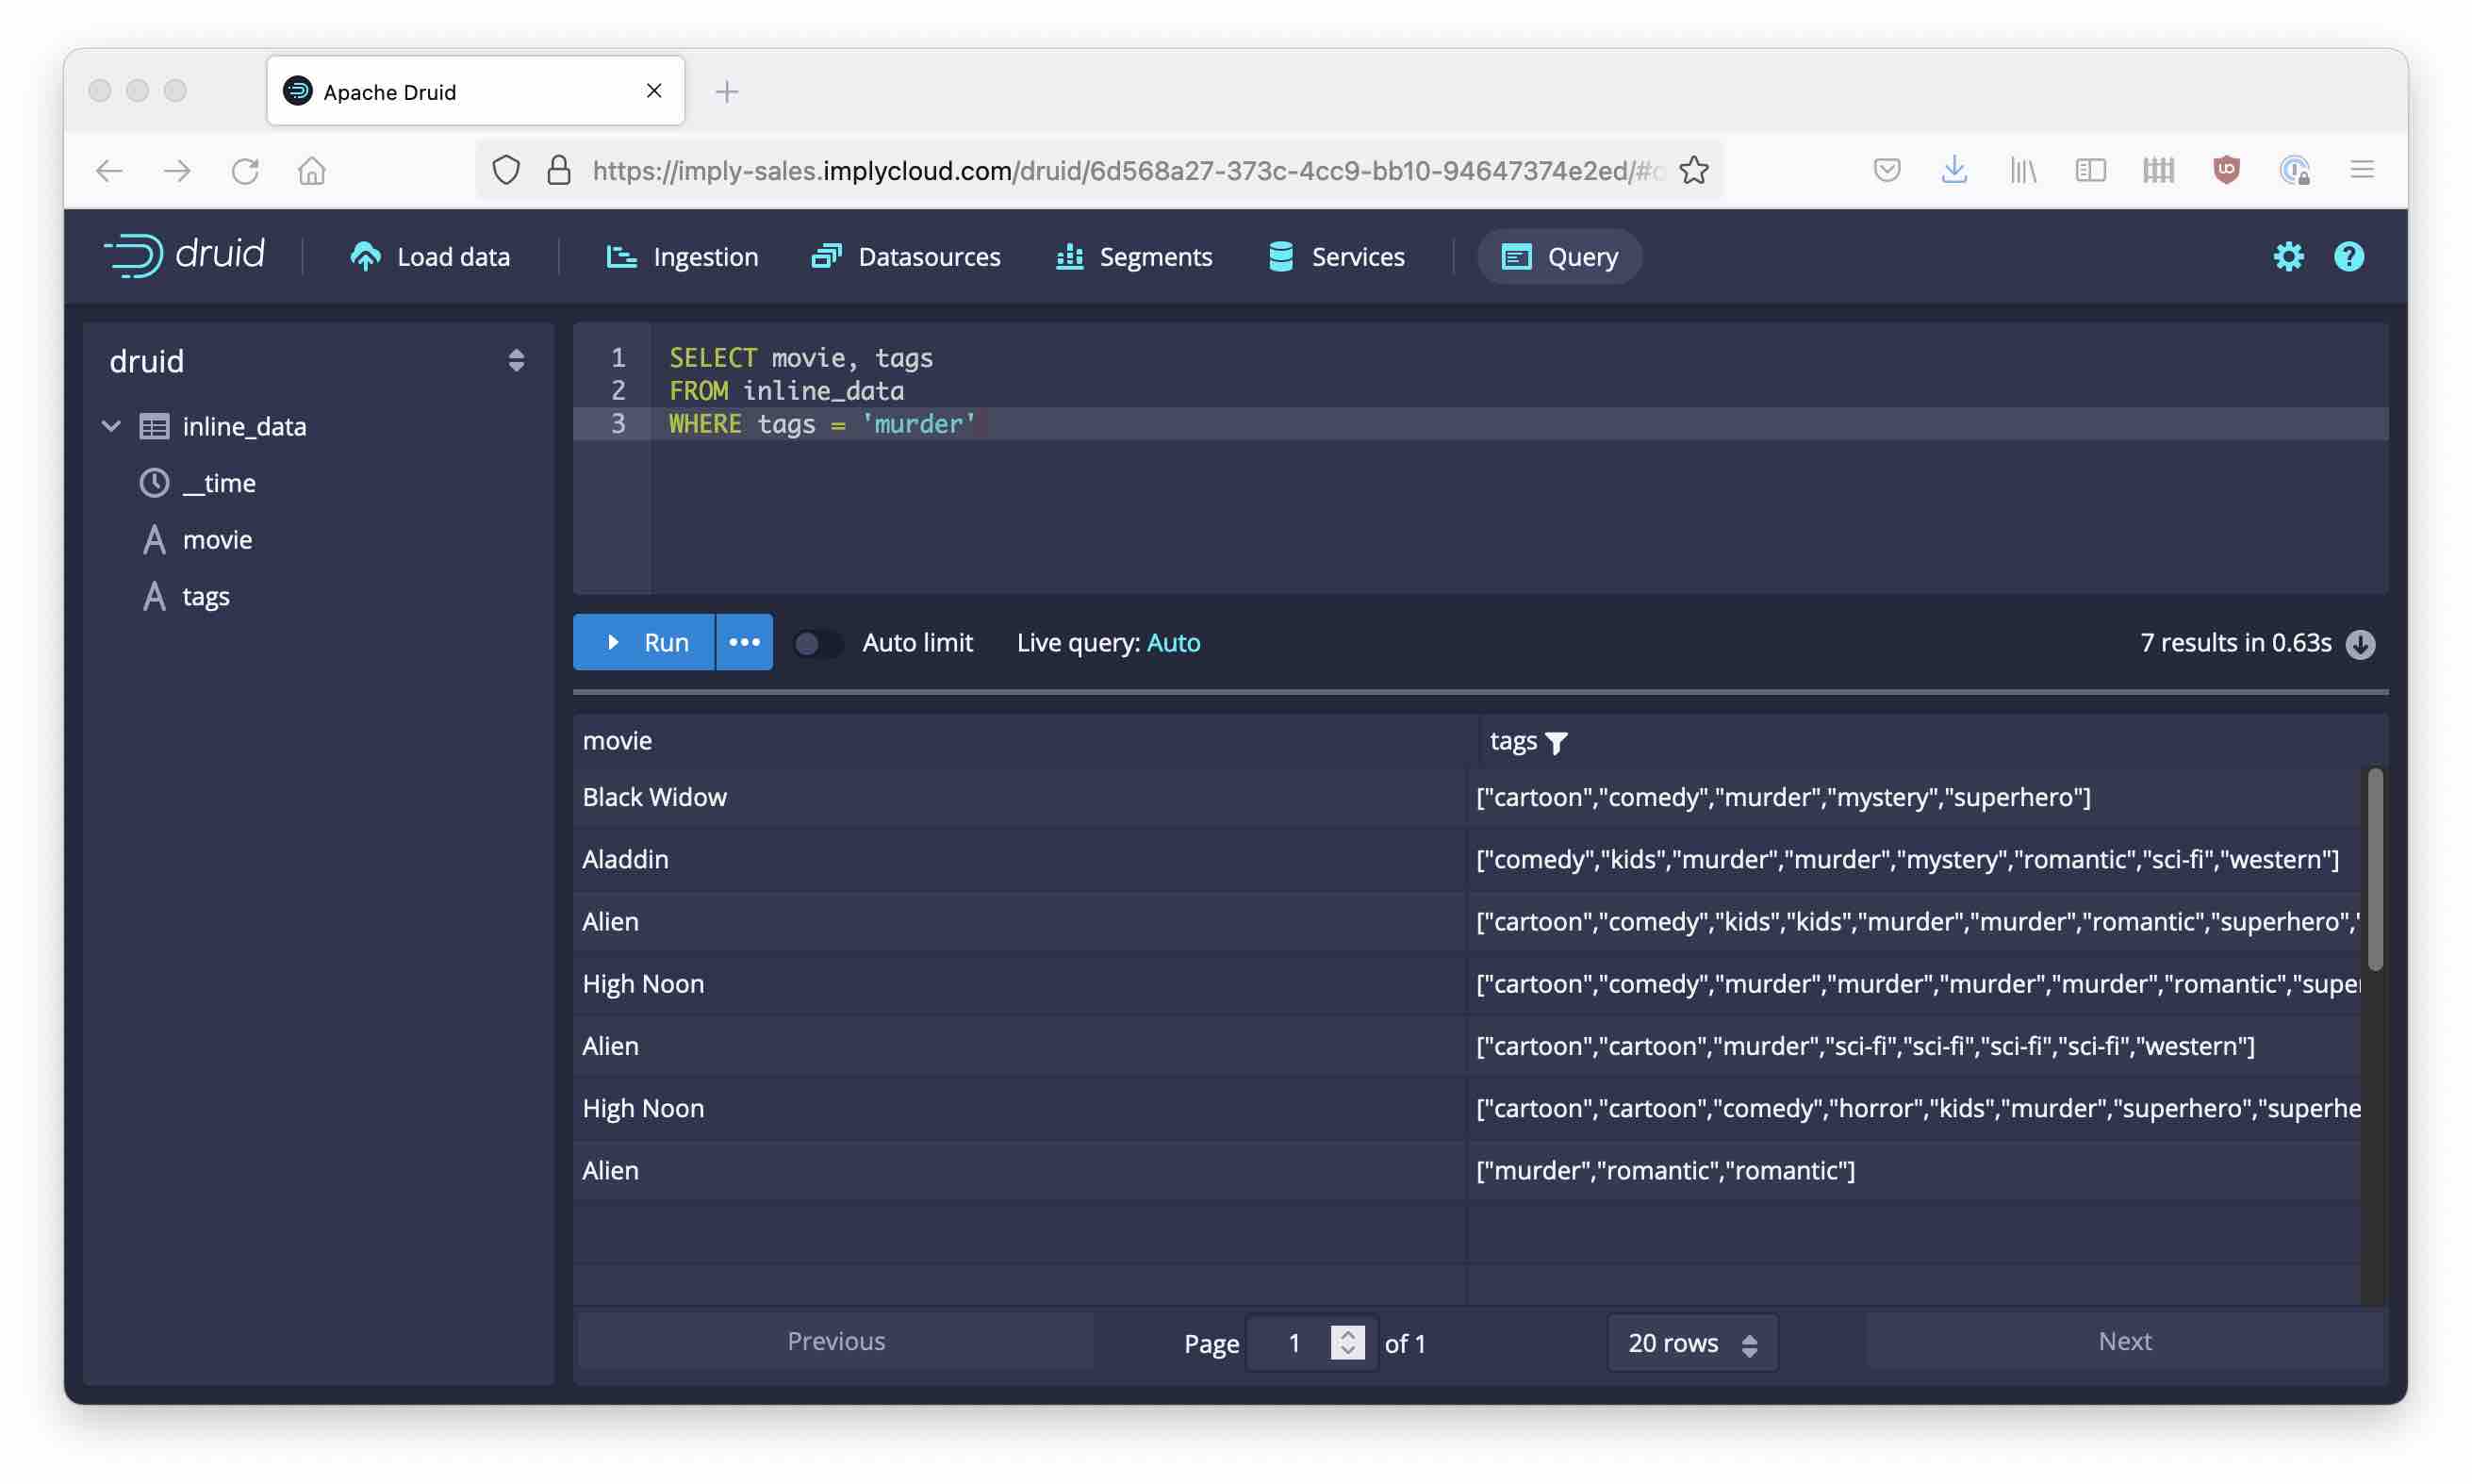 Apache Druid
https://imply-sales.implycloud.com/druid/6d568a27-373c-4cc9-bb10-94647374e2ed/#
druid
Load data
Ingestion
Datasources
Segments
Services
Query
druid
inline_data
__time
movie
tags
1 SELECT movie, tags
2 FROM inline_data
3 WHERE tags = 'murder'
Run
Auto limit
Live query: Auto
7 results in 0.63s
movie tags
Black Widow ["cartoon","comedy","murder","mystery","superhero"]
Aladdin ["comedy","kids","murder","murder","mystery","romantic","sci-fi","western"]
Alien ["cartoon","comedy","kids","kids","murder","murder","romantic","superhero","
High Noon ["cartoon","comedy","murder","murder","murder","murder","romantic","super
Alien ["cartoon","cartoon","murder","sci-fi","sci-fi","sci-fi","sci-fi","western"]
High Noon ["cartoon","cartoon","comedy","horror","kids","murder","superhero","superhe
Alien ["murder","romantic","romantic"]
Previous
Page 1 of 1
20 rows
Next